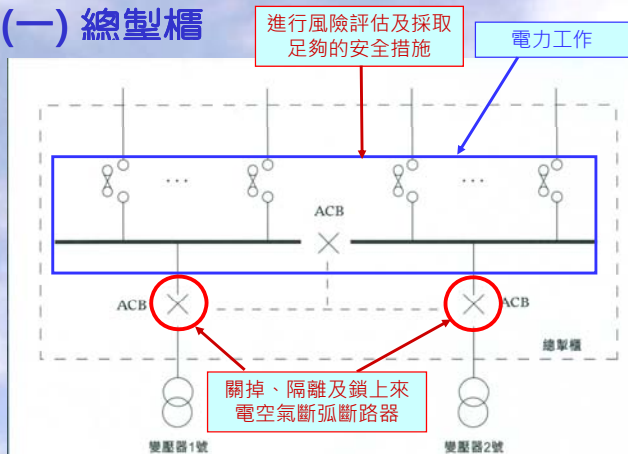 (一) 總掣櫃
進行風險評估及採取
足夠的安全措施
電力工作
...
...
ACB
ACB
ACB
總掣櫃
關掉、隔離及鎖上來
電空氣斷弧斷路器
變壓器1號
變壓器2號